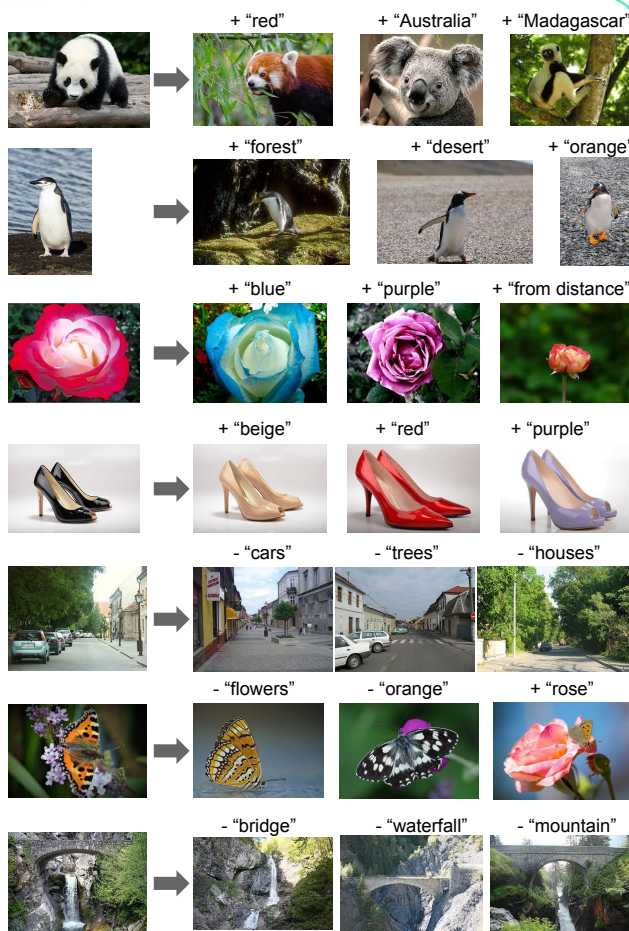 + “red” + “Australia” + “Madagascar”
+ “forest” + “desert” + “orange”
+ “blue” + “purple” + “from distance”
+ “beige” + “red” + “purple”
- “cars” - “trees” - “houses”
- “flowers” - “orange” + “rose”
- “bridge” - “waterfall” - “mountain”